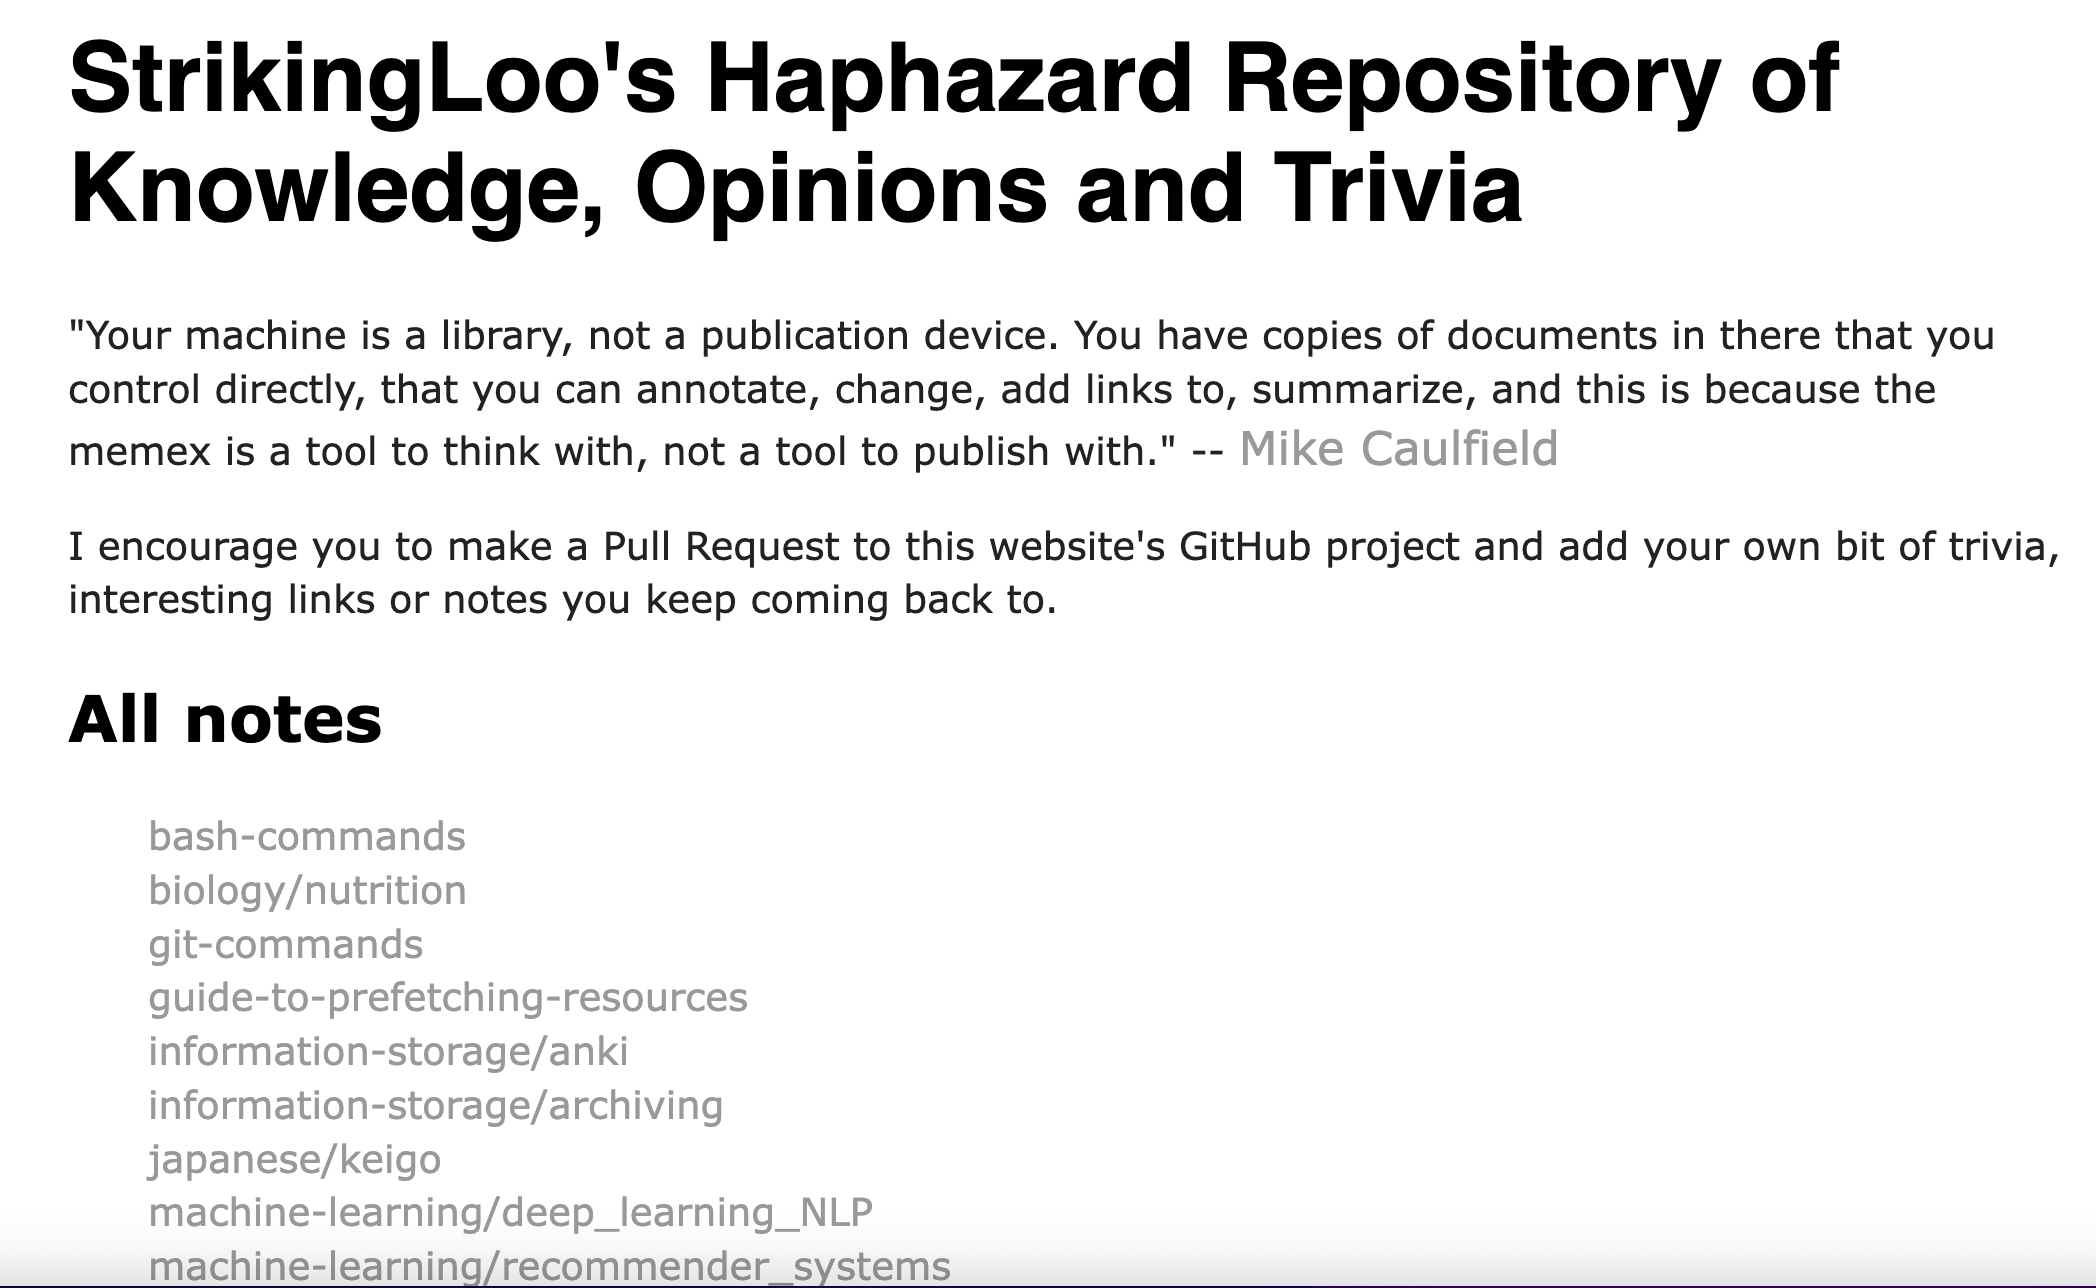 StrikingLoo's Haphazard Repository of
Knowledge, Opinions and Trivia
"Your machine is a library, not a publication device. You have copies of documents in there that you
control directly, that you can annotate, change, add links to, summarize, and this is because the
memex is a tool to think with, not a tool to publish with." -- Mike Caulfield
I encourage you to make a Pull Request to this website's GitHub project and add your own bit of trivia,
interesting links or notes you keep coming back to.
All notes
bash-commands
biology/nutrition
git-commands
guide-to-prefetching-resources
information-storage/anki
information-storage/archiving
japanese/keigo
machine-learning/deep_learning_NLP
machine-learning/recommender_systems